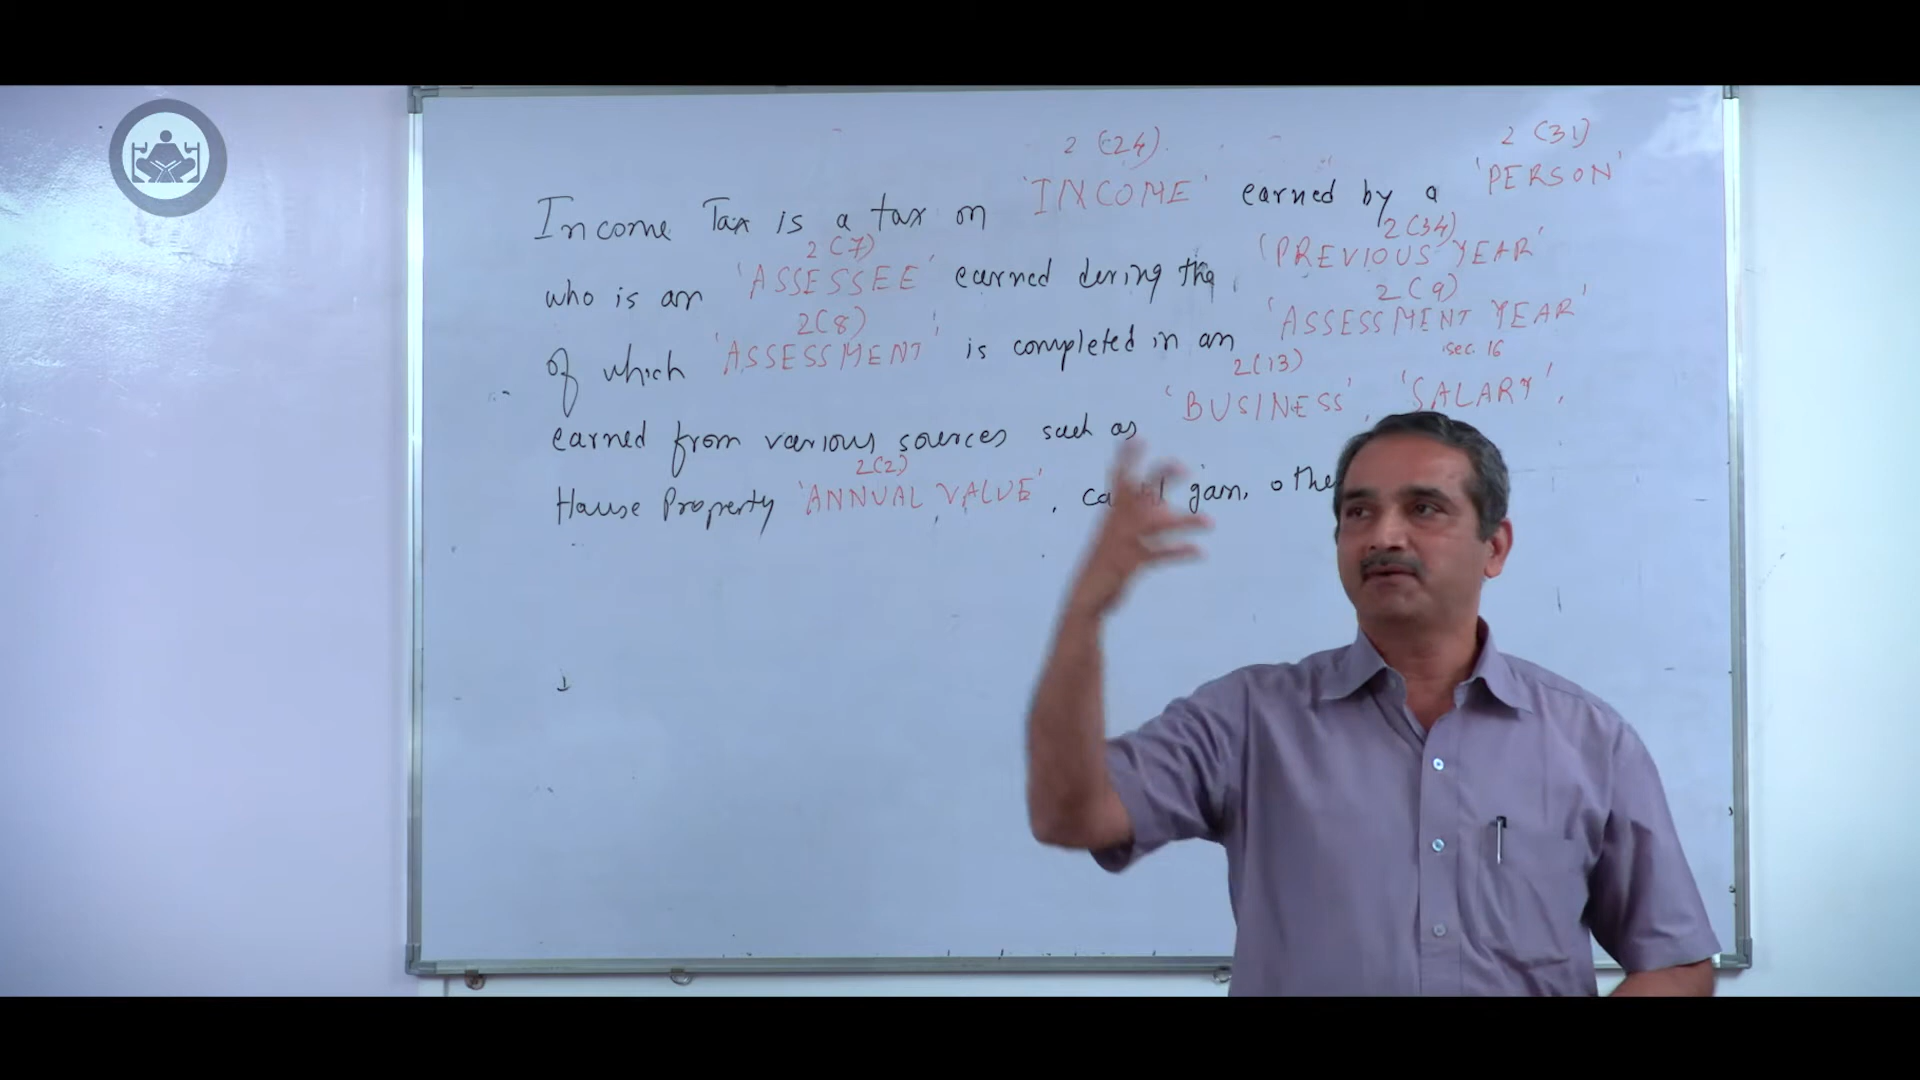 2 (24). 2 (31)
Income Tax is a tax on 'INCOME' earned by a 'PERSON'
2(7) 2(34)
who is an 'ASSESSEE' earned during the 'PREVIOUS YEAR'
2(8) 2(9)
of which 'ASSESSMENT' is completed in an 'ASSESSMENT YEAR'
2(13) sec. 16
earned from various sources such as 'BUSINESS', 'SALARY',
2(2)
House Property 'ANNUAL VALUE', gain, othe